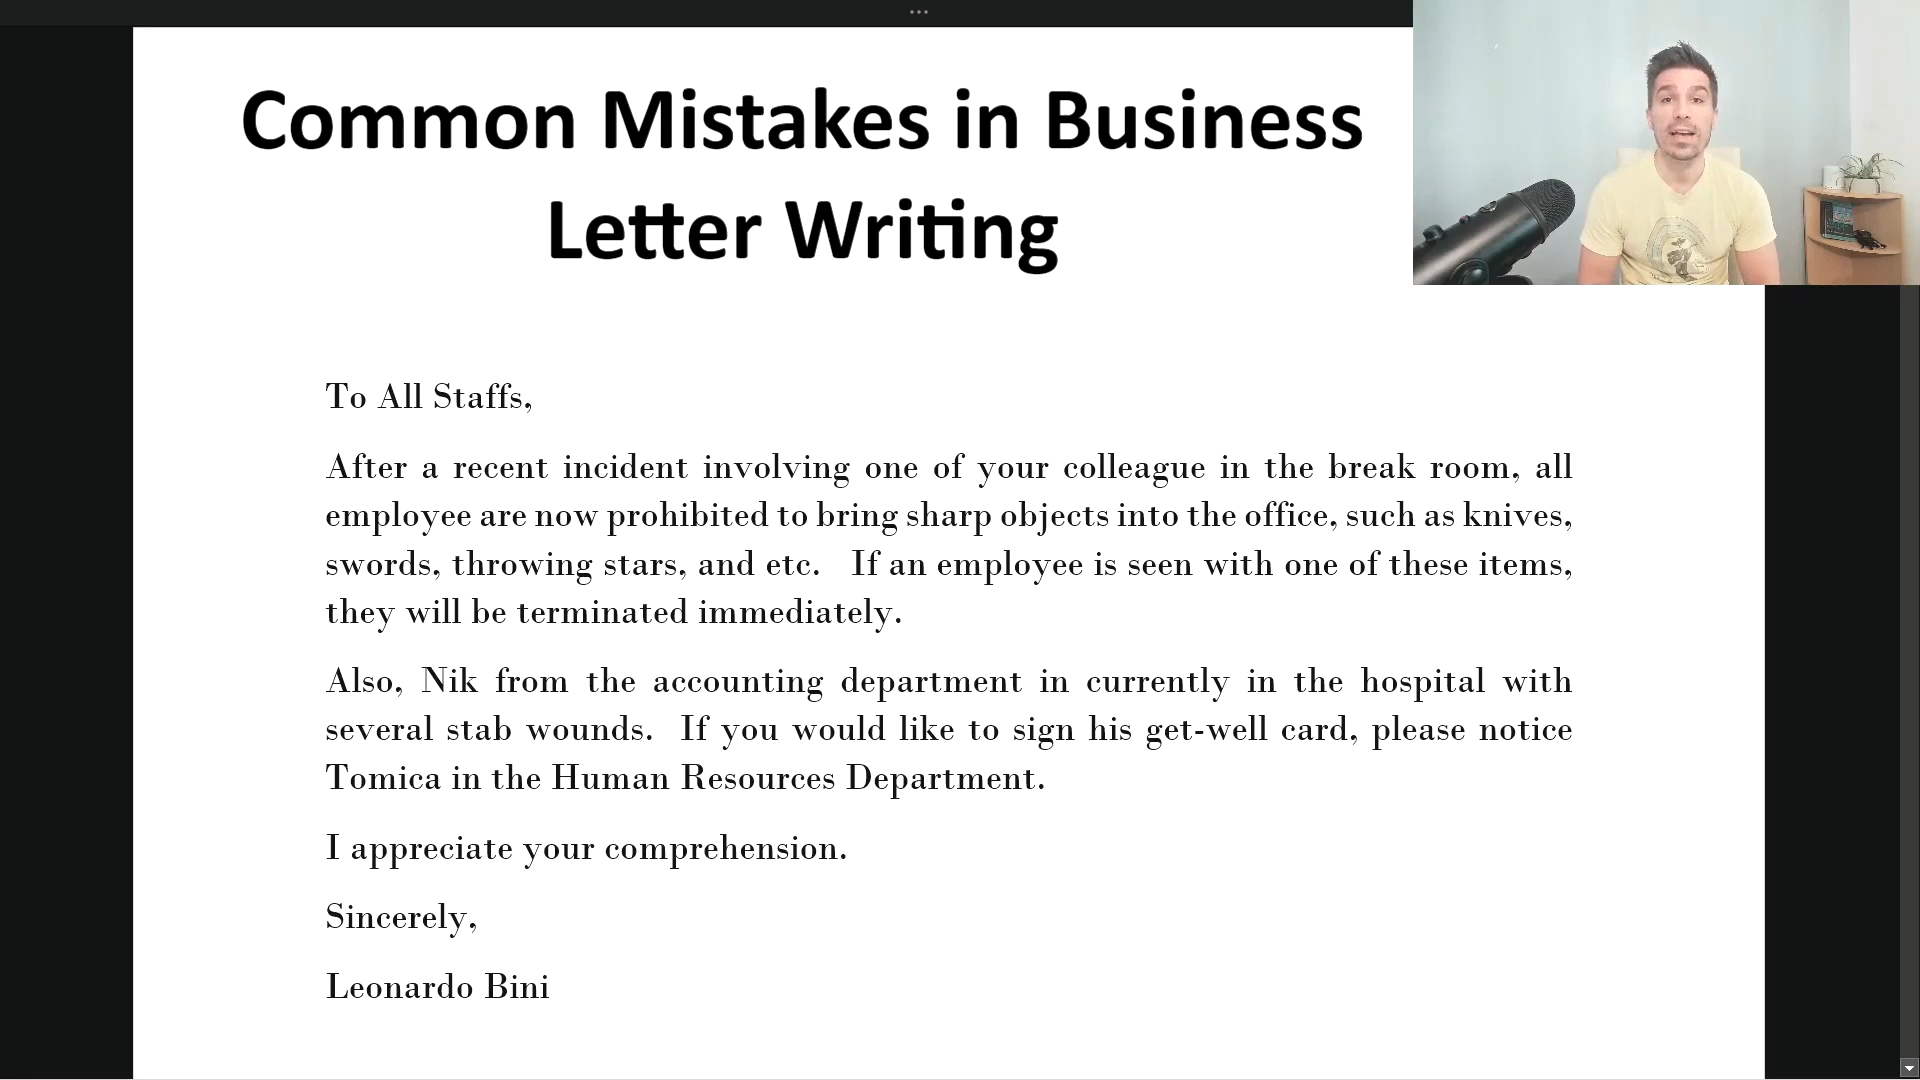 Common Mistakes in Business
Letter Writing
To All Staffs,
After a recent incident involving one of your colleague in the break room, all
employee are now prohibited to bring sharp objects into the office, such as knives,
swords, throwing stars, and etc.   If an employee is seen with one of these items,
they will be terminated immediately.
Also, Nik from the accounting department in currently in the hospital with
several stab wounds.  If you would like to sign his get-well card, please notice
Tomica in the Human Resources Department.
I appreciate your comprehension.
Sincerely,
Leonardo Bini